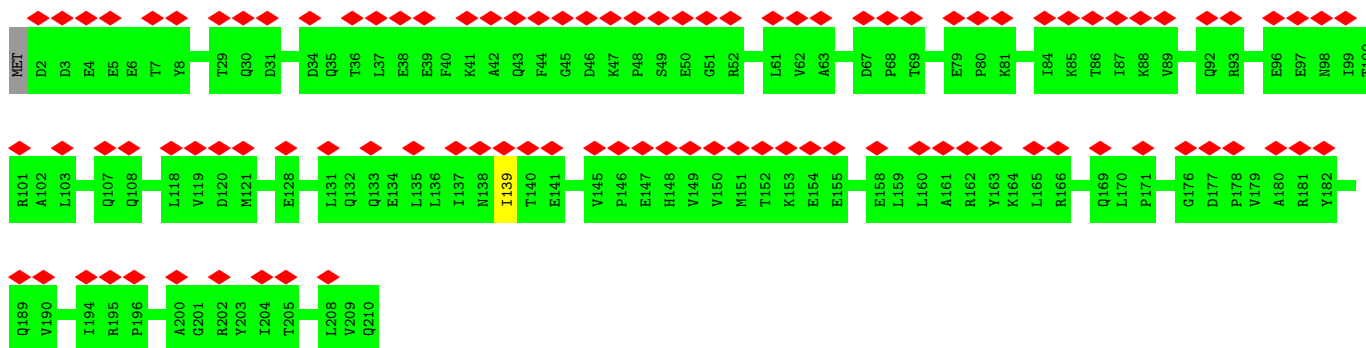 MET D2 D3 E4 E5 E6 T7 Y8 T29 Q30 D31 D34 Q35 T36 L37 E38 E39 F40 K41 A42 Q43 F44 G45 D46 K47 P48 S49 E50 G51 R52 L61 V62 A63 D67 P68 T69 E79 P80 K81 I84 K85 T86 I87 K88 V89 Q92 R93 E96 E97 N98 I99 T100
R101 A102 L103 Q107 Q108 L118 V119 D120 M121 E128 L131 Q132 Q133 E134 L135 L136 I137 N138 I139 T140 E141 V145 P146 E147 H148 V149 V150 M151 T152 K153 E154 E155 E158 L159 L160 A161 R162 Y163 K164 L165 R166 Q169 L170 P171 G176 D177 P178 V179 A180 R181 Y182
Q189 V190 I194 R195 P196 A200 G201 R202 Y203 I204 T205 L208 V209 Q210